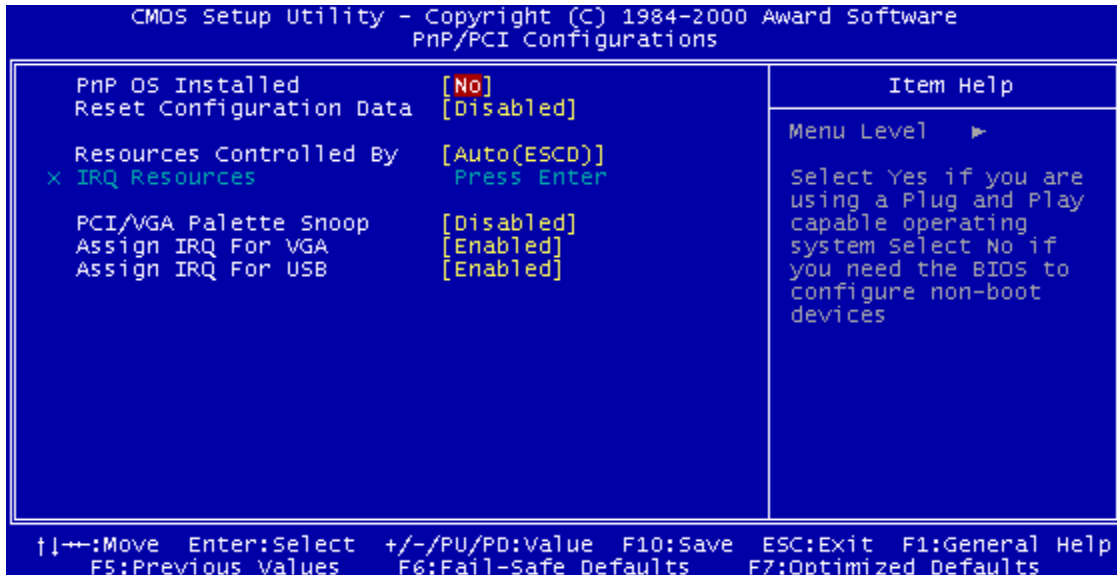 CMOS Setup Utility - Copyright (C) 1984-2000 Award Software
PnP/PCI Configurations
PnP OS Installed [No]
Reset Configuration Data [Disabled]
Resources Controlled By [Auto(ESCD)]
x IRQ Resources Press Enter
PCI/VGA Palette Snoop [Disabled]
Assign IRQ For VGA [Enabled]
Assign IRQ For USB [Enabled]
Item Help
Menu Level ►
Select Yes if you are
using a Plug and Play
capable operating
system Select No if
you need the BIOS to
configure non-boot
devices
↑↓→←:Move Enter:Select +/-/PU/PD:Value F10:Save ESC:Exit F1:General Help
F5:Previous Values F6:Fail-Safe Defaults F7:Optimized Defaults